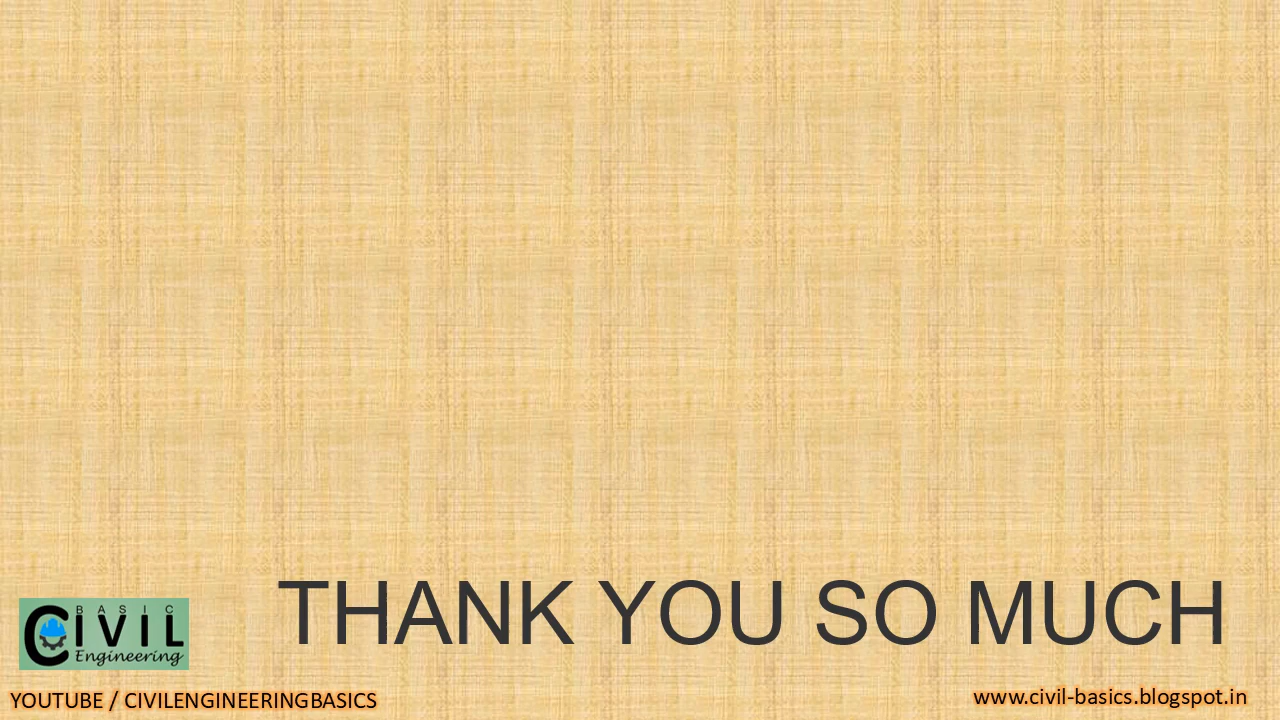 THANK YOU SO MUCH
BASIC
CIVIL
Engineering
YOUTUBE / CIVILENGINEERINGBASICS
www.civil-basics.blogspot.in